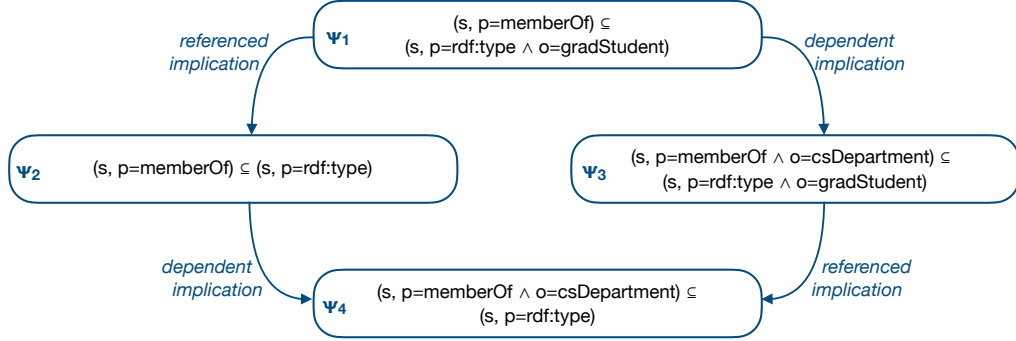 (s, p=memberOf) ⊆
(s, p=rdf:type ∧ o=gradStudent)
Ψ1
referenced
implication
dependent
implication
Ψ2
(s, p=memberOf) ⊆ (s, p=rdf:type)
Ψ3
(s, p=memberOf ∧ o=csDepartment) ⊆
(s, p=rdf:type ∧ o=gradStudent)
dependent
implication
referenced
implication
Ψ4
(s, p=memberOf ∧ o=csDepartment) ⊆
(s, p=rdf:type)